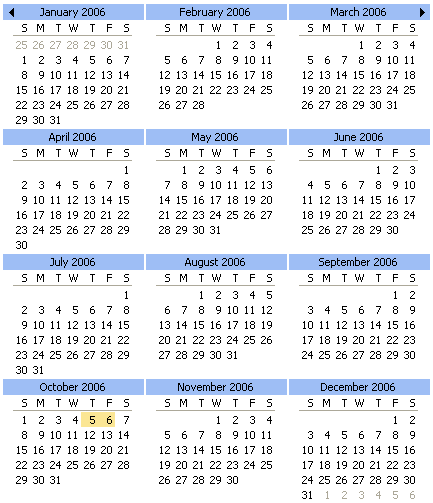 January 2006
S M T W T F S
25 26 27 28 29 30 31
1 2 3 4 5 6 7
8 9 10 11 12 13 14
15 16 17 18 19 20 21
22 23 24 25 26 27 28
29 30 31
February 2006
S M T W T F S
1 2 3 4
5 6 7 8 9 10 11
12 13 14 15 16 17 18
19 20 21 22 23 24 25
26 27 28
March 2006
S M T W T F S
1 2 3 4
5 6 7 8 9 10 11
12 13 14 15 16 17 18
19 20 21 22 23 24 25
26 27 28 29 30 31
April 2006
S M T W T F S
1
2 3 4 5 6 7 8
9 10 11 12 13 14 15
16 17 18 19 20 21 22
23 24 25 26 27 28 29
30
May 2006
S M T W T F S
1 2 3 4 5 6
7 8 9 10 11 12 13
14 15 16 17 18 19 20
21 22 23 24 25 26 27
28 29 30 31
June 2006
S M T W T F S
1 2 3
4 5 6 7 8 9 10
11 12 13 14 15 16 17
18 19 20 21 22 23 24
25 26 27 28 29 30
July 2006
S M T W T F S
1
2 3 4 5 6 7 8
9 10 11 12 13 14 15
16 17 18 19 20 21 22
23 24 25 26 27 28 29
30 31
August 2006
S M T W T F S
1 2 3 4 5
6 7 8 9 10 11 12
13 14 15 16 17 18 19
20 21 22 23 24 25 26
27 28 29 30 31
September 2006
S M T W T F S
1 2
3 4 5 6 7 8 9
10 11 12 13 14 15 16
17 18 19 20 21 22 23
24 25 26 27 28 29 30
October 2006
S M T W T F S
1 2 3 4 5 6 7
8 9 10 11 12 13 14
15 16 17 18 19 20 21
22 23 24 25 26 27 28
29 30 31
November 2006
S M T W T F S
1 2 3 4
5 6 7 8 9 10 11
12 13 14 15 16 17 18
19 20 21 22 23 24 25
26 27 28 29 30
December 2006
S M T W T F S
1 2
3 4 5 6 7 8 9
10 11 12 13 14 15 16
17 18 19 20 21 22 23
24 25 26 27 28 29 30
31 1 2 3 4 5 6